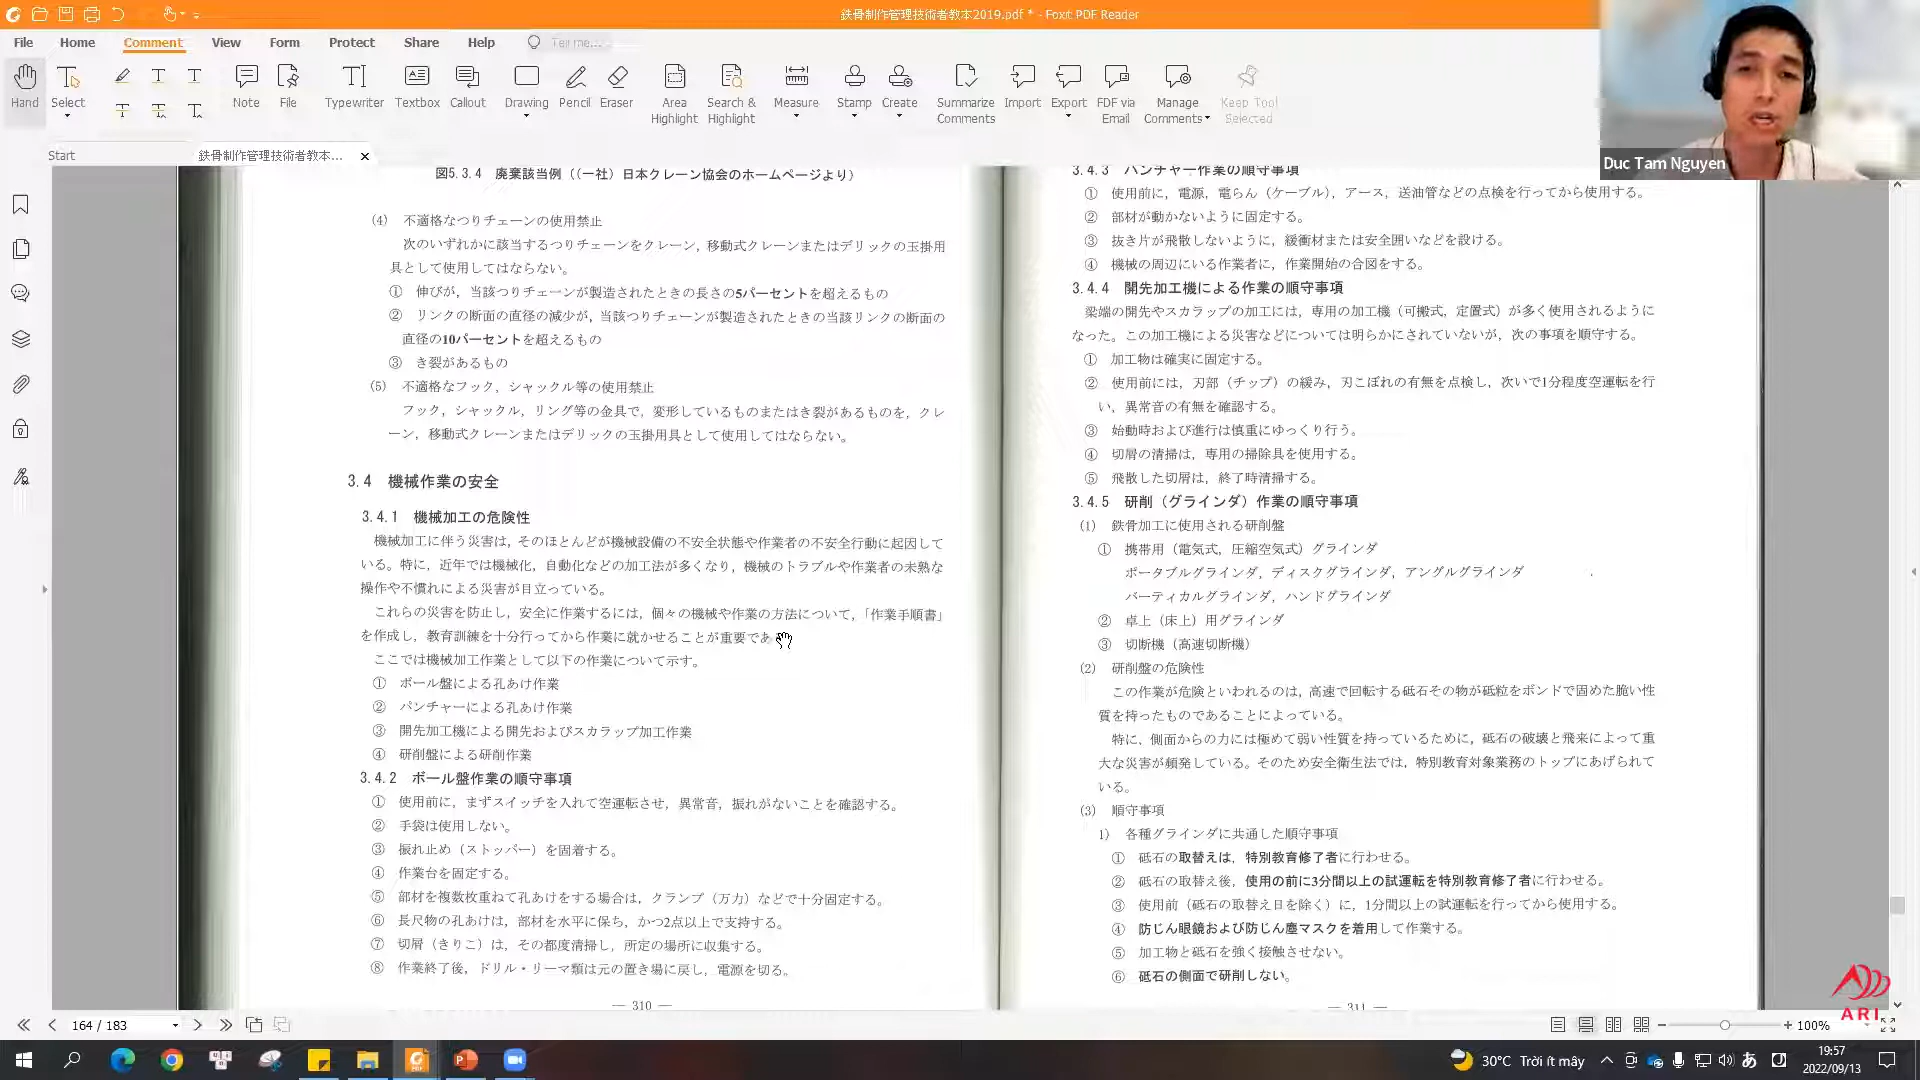 鉄骨制作管理技術者教本2019.pdf * - Foxit PDF Reader
File Home Comment View Form Protect Share Help Tell me...
Hand Select Note File Typewriter Textbox Callout Drawing Pencil Eraser Area Highlight Search & Highlight Measure Stamp Create Summarize Comments Import Export PDF via Email Manage Comments Keep Tool Selected
Start 鉄骨制作管理技術者教本...
Duc Tam Nguyen
図5.3.4 廃棄該当例((一社)日本クレーン協会のホームページより)
(4) 不適格なつりチェーンの使用禁止
次のいずれかに該当するつりチェーンをクレーン，移動式クレーンまたはデリックの玉掛用
具として使用してはならない。
① 伸びが，当該つりチェーンが製造されたときの長さの5パーセントを超えるもの
② リンクの断面の直径の減少が，当該つりチェーンが製造されたときの当該リンクの断面の
直径の10パーセントを超えるもの
③ き裂があるもの
(5) 不適格なフック，シャックル等の使用禁止
フック，シャックル，リング等の金具で，変形しているものまたはき裂があるものを，クレ
ーン，移動式クレーンまたはデリックの玉掛用具として使用してはならない。
3.4 機械作業の安全
3.4.1 機械加工の危険性
機械加工に伴う災害は，そのほとんどが機械設備の不安全状態や作業者の不安全行動に起因して
いる。特に，近年では機械化，自動化などの加工法が多くなり，機械のトラブルや作業者の未熟な
操作や不慣れによる災害が目立っている。
これらの災害を防止し，安全に作業するには，個々の機械や作業の方法について，「作業手順書」
を作成し，教育訓練を十分行ってから作業に就かせることが重要であ
ここでは機械加工作業として以下の作業について示す。
① ボール盤による孔あけ作業
② パンチャーによる孔あけ作業
③ 開先加工機による開先およびスカラップ加工作業
④ 研削盤による研削作業
3.4.2 ボール盤作業の順守事項
① 使用前に，まずスイッチを入れて空運転させ，異常音，振れがないことを確認する。
② 手袋は使用しない。
③ 振れ止め（ストッパー）を固着する。
④ 作業台を固定する。
⑤ 部材を複数枚重ねて孔あけをする場合は，クランプ（万力）などで十分固定する。
⑥ 長尺物の孔あけは，部材を水平に保ち，かつ2点以上で支持する。
⑦ 切屑（きりこ）は，その都度清掃し，所定の場所に収集する。
⑧ 作業終了後，ドリル・リーマ類は元の置き場に戻し，電源を切る。
— 310 —
3.4.3 パンチャー作業の順守事項
① 使用前に，電源，電らん（ケーブル），アース，送油管などの点検を行ってから使用する。
② 部材が動かないように固定する。
③ 抜き片が飛散しないように，緩衝材または安全囲いなどを設ける。
④ 機械の周辺にいる作業者に，作業開始の合図をする。
3.4.4 開先加工機による作業の順守事項
梁端の開先やスカラップの加工には，専用の加工機（可搬式，定置式）が多く使用されるように
なった。この加工機による災害などについては明らかにされていないが，次の事項を順守する。
① 加工物は確実に固定する。
② 使用前には，刃部（チップ）の緩み，刃こぼれの有無を点検し，次いで1分程度空運転を行
い，異常音の有無を確認する。
③ 始動時および進行は慎重にゆっくり行う。
④ 切屑の清掃は，専用の掃除具を使用する。
⑤ 飛散した切屑は，終了時清掃する。
3.4.5 研削（グラインダ）作業の順守事項
(1) 鉄骨加工に使用される研削盤
① 携帯用（電気式，圧縮空気式）グラインダ
ポータブルグラインダ，ディスクグラインダ，アングルグラインダ
バーティカルグラインダ，ハンドグラインダ
② 卓上（床上）用グラインダ
③ 切断機（高速切断機）
(2) 研削盤の危険性
この作業が危険といわれるのは，高速で回転する砥石その物が砥粒をボンドで固めた脆い性
質を持ったものであることによっている。
特に，側面からの力には極めて弱い性質を持っているために，砥石の破壊と飛来によって重
大な災害が頻発している。そのため安全衛生法では，特別教育対象業務のトップにあげられて
いる。
(3) 順守事項
1) 各種グラインダに共通した順守事項
① 砥石の取替えは，特別教育修了者に行わせる。
② 砥石の取替え後，使用の前に3分間以上の試運転を特別教育修了者に行わせる。
③ 使用前（砥石の取替え日を除く）に，1分間以上の試運転を行ってから使用する。
④ 防じん眼鏡および防じん塵マスクを着用して作業する。
⑤ 加工物と砥石を強く接触させない。
⑥ 砥石の側面で研削しない。
— 311 —
ARI
164 / 183
100%
30°C Trời ít mây
19:57
2022/09/13